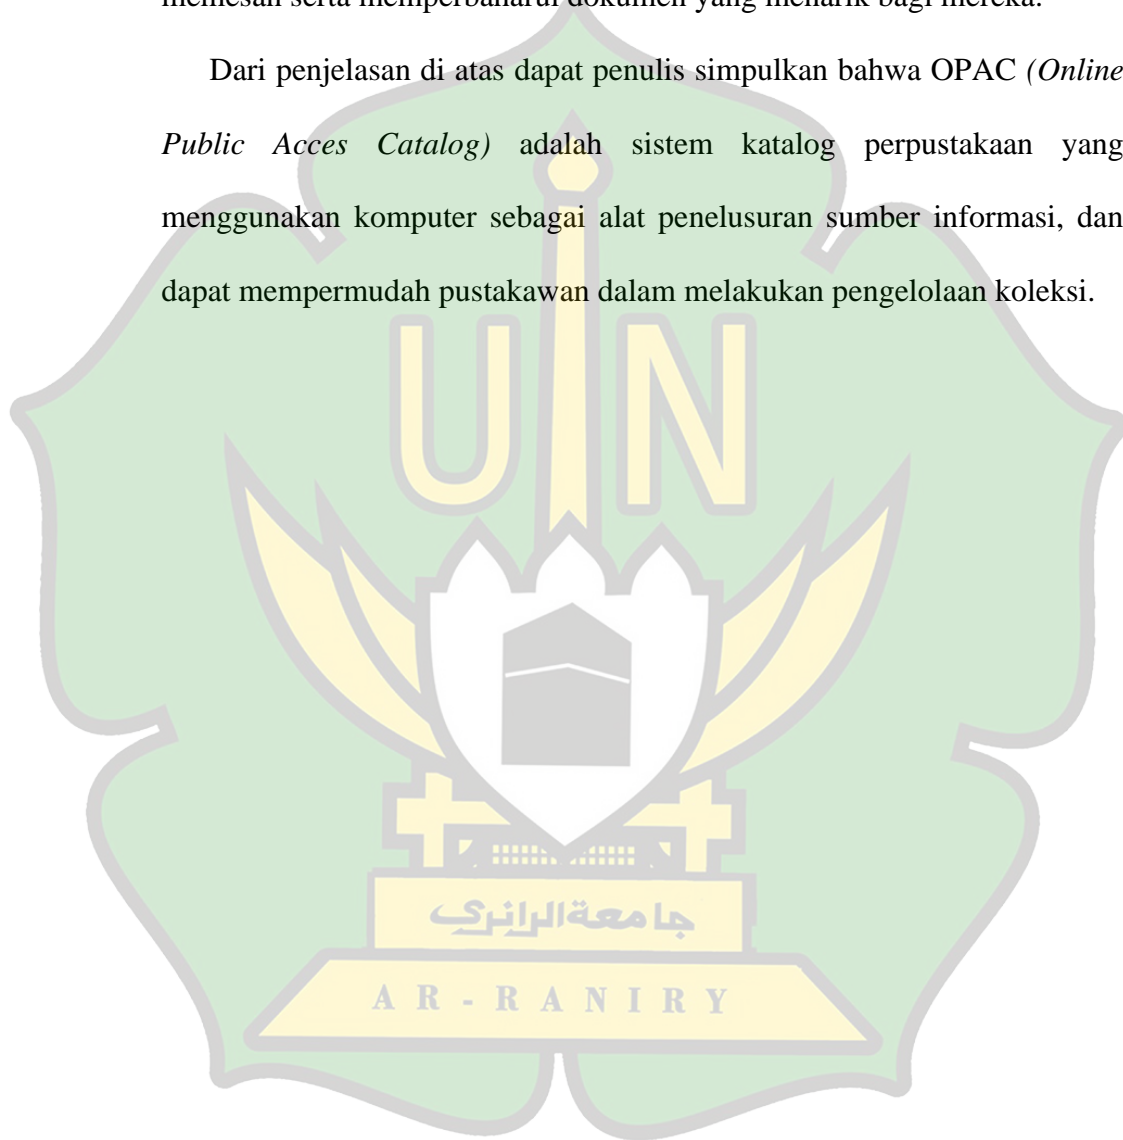 memesan serta memperbaharui dokumen yang menarik bagi mereka.
Dari penjelasan di atas dapat penulis simpulkan bahwa OPAC (Online
Public Acces Catalog) adalah sistem katalog perpustakaan yang
menggunakan komputer sebagai alat penelusuran sumber informasi, dan
dapat mempermudah pustakawan dalam melakukan pengelolaan koleksi.
UIN
جامعةالرانري
AR-RANIRY